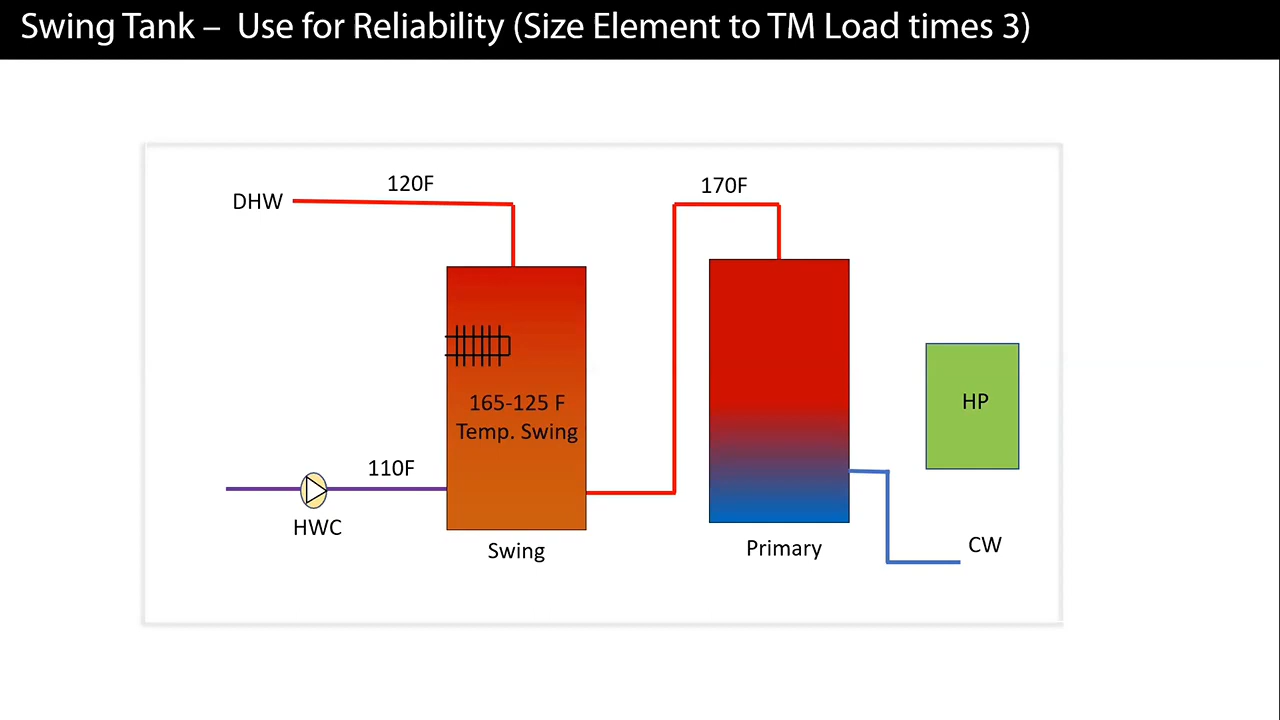 Swing Tank – Use for Reliability (Size Element to TM Load times 3)
120F
170F
DHW
HP
165-125 F
Temp. Swing
110F
HWC
Swing
Primary
CW